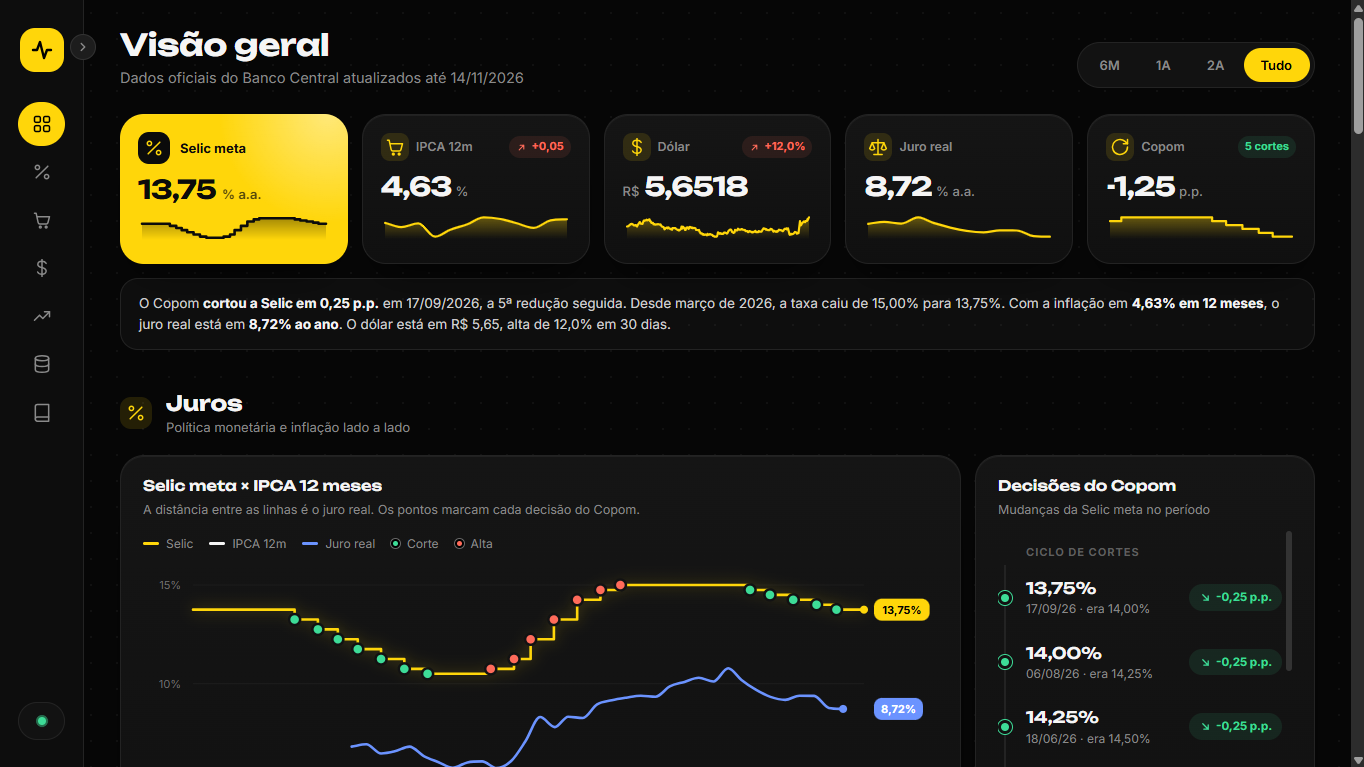 Visão geral
Dados oficiais do Banco Central atualizados até 14/11/2026
6M 1A 2A Tudo
Selic meta
13,75 % a.a.
IPCA 12m +0,05
4,63 %
Dólar +12,0%
R$ 5,6518
Juro real
8,72 % a.a.
Copom 5 cortes
-1,25 p.p.
O Copom cortou a Selic em 0,25 p.p. em 17/09/2026, a 5ª redução seguida. Desde março de 2026, a taxa caiu de 15,00% para 13,75%. Com a inflação em 4,63% em 12 meses, o
juro real está em 8,72% ao ano. O dólar está em R$ 5,65, alta de 12,0% em 30 dias.
Juros
Política monetária e inflação lado a lado
Selic meta × IPCA 12 meses
A distância entre as linhas é o juro real. Os pontos marcam cada decisão do Copom.
Selic IPCA 12m Juro real Corte Alta
15%
13,75%
10%
8,72%
Decisões do Copom
Mudanças da Selic meta no período
CICLO DE CORTES
13,75%
17/09/26 · era 14,00%
-0,25 p.p.
14,00%
06/08/26 · era 14,25%
-0,25 p.p.
14,25%
18/06/26 · era 14,50%
-0,25 p.p.